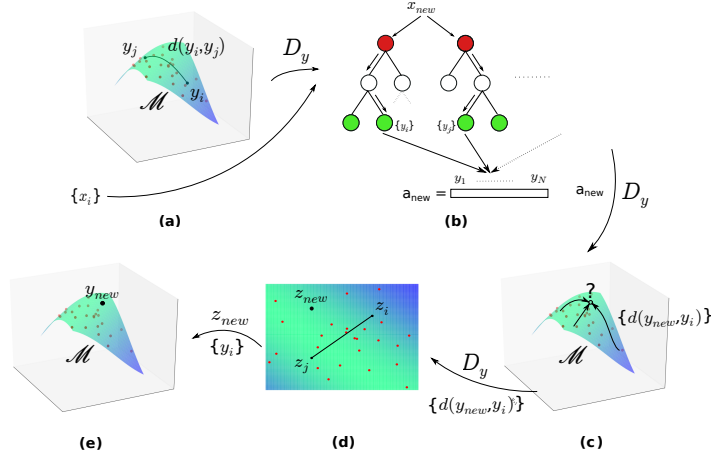 x_new
y_j d(y_i,y_j)
D_y
y_i
ℳ
{y_i} {y_j}
{x_i}
y_1 ........ y_N
a_new =
(a)
(b)
a_new
D_y
y_new
ℳ
z_new
{y_i}
z_new
z_i
z_j
D_y
{d(y_new,y_i)}
?
{d(y_new,y_i)}
ℳ
(e)
(d)
(c)